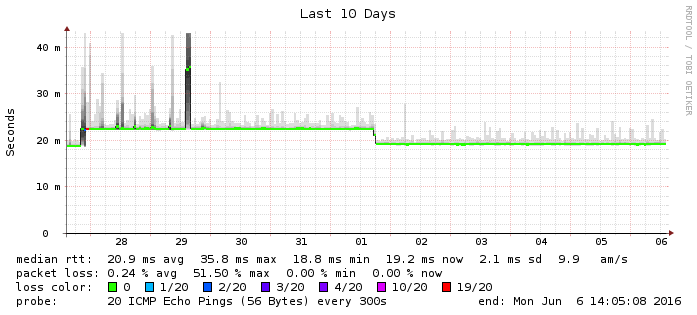 Last 10 Days
RRDTOOL / TOBI OETIKER
Seconds
40 m
30 m
20 m
10 m
0
28 29 30 31 01 02 03 04 05 06
median rtt: 20.9 ms avg 35.8 ms max 18.8 ms min 19.2 ms now 2.1 ms sd 9.9 am/s
packet loss: 0.24 % avg 51.50 % max 0.00 % min 0.00 % now
loss color: 0 1/20 2/20 3/20 4/20 10/20 19/20
probe: 20 ICMP Echo Pings (56 Bytes) every 300s end: Mon Jun 6 14:05:08 2016